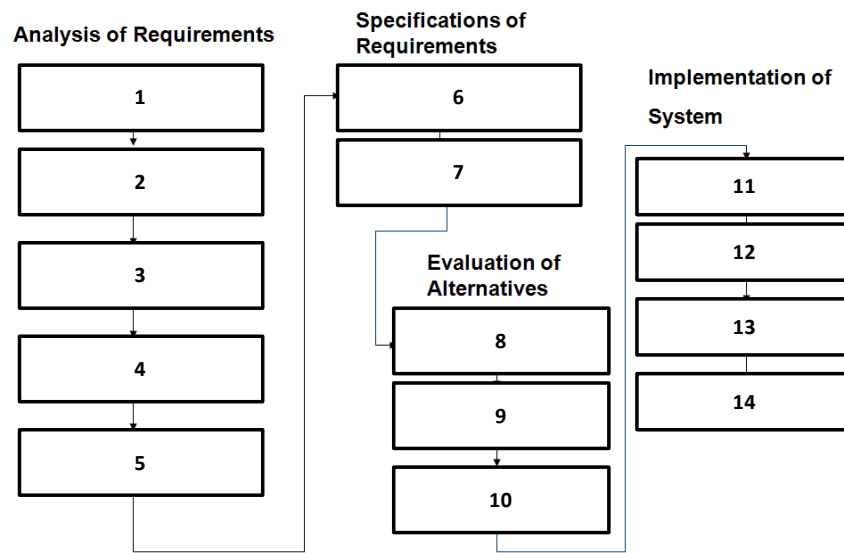 Analysis of Requirements
1
2
3
4
5
Specifications of
Requirements
6
7
Evaluation of
Alternatives
8
9
10
Implementation of
System
11
12
13
14